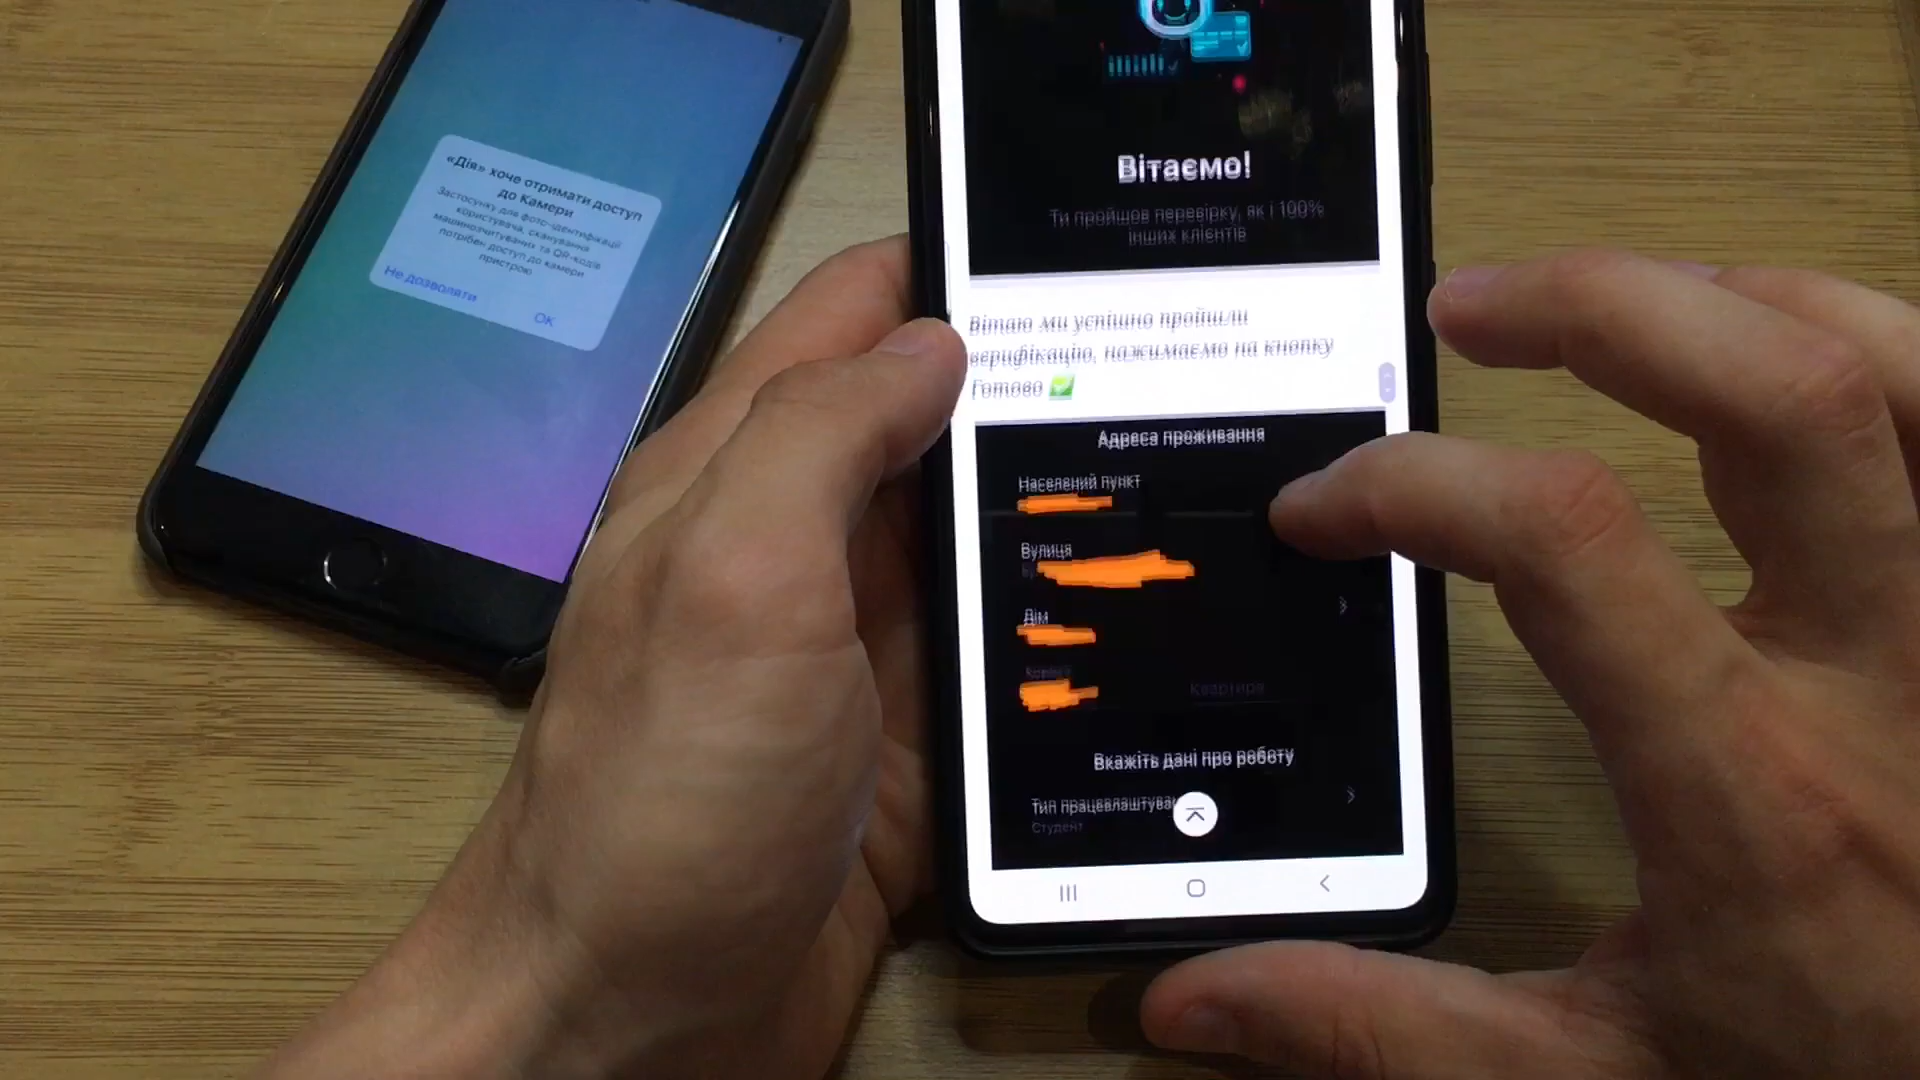 «Дія» хоче отримати доступ
до Камери
Застосунку для фото-ідентифікації
користувача, сканування
машинозчитуваних та QR-кодів
потрібен доступ до камери
пристрою
Не дозволяти
ОК
Вітаємо!
Ти пройшов перевірку, як і 100%
інших клієнтів
Вітаю ми успішно пройшли
верифікацію, нажимаємо на кнопку
Готово ✅
Адреса проживання
Населений пункт
Вулиця
Дім
Квартира
Вкажіть дані про роботу
Тип працевлаштуван
Студент